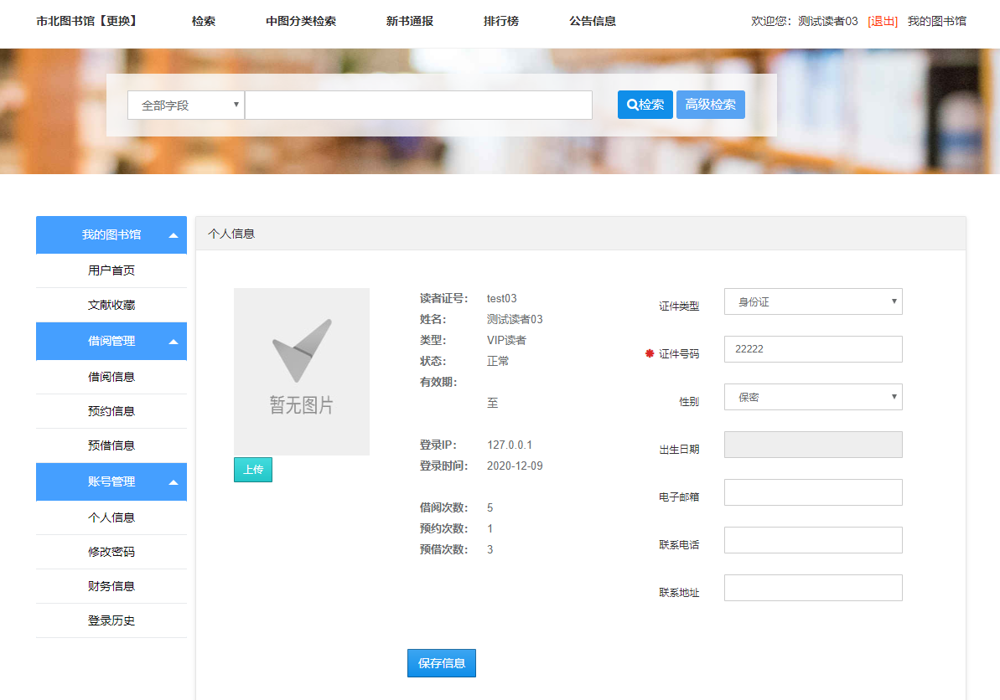 市北图书馆【更换】 检索 中图分类检索 新书通报 排行榜 公告信息 欢迎您：测试读者03 [退出] 我的图书馆
全部字段 检索 高级检索
我的图书馆
用户首页
文献收藏
借阅管理
借阅信息
预约信息
预借信息
账号管理
个人信息
修改密码
财务信息
登录历史
个人信息
暂无图片
上传
读者证号： test03
姓名： 测试读者03
类型： VIP读者
状态： 正常
有效期：
至
登录IP： 127.0.0.1
登录时间： 2020-12-09
借阅次数： 5
预约次数： 1
预借次数： 3
证件类型 身份证
证件号码 22222
性别 保密
出生日期
电子邮箱
联系电话
联系地址
保存信息